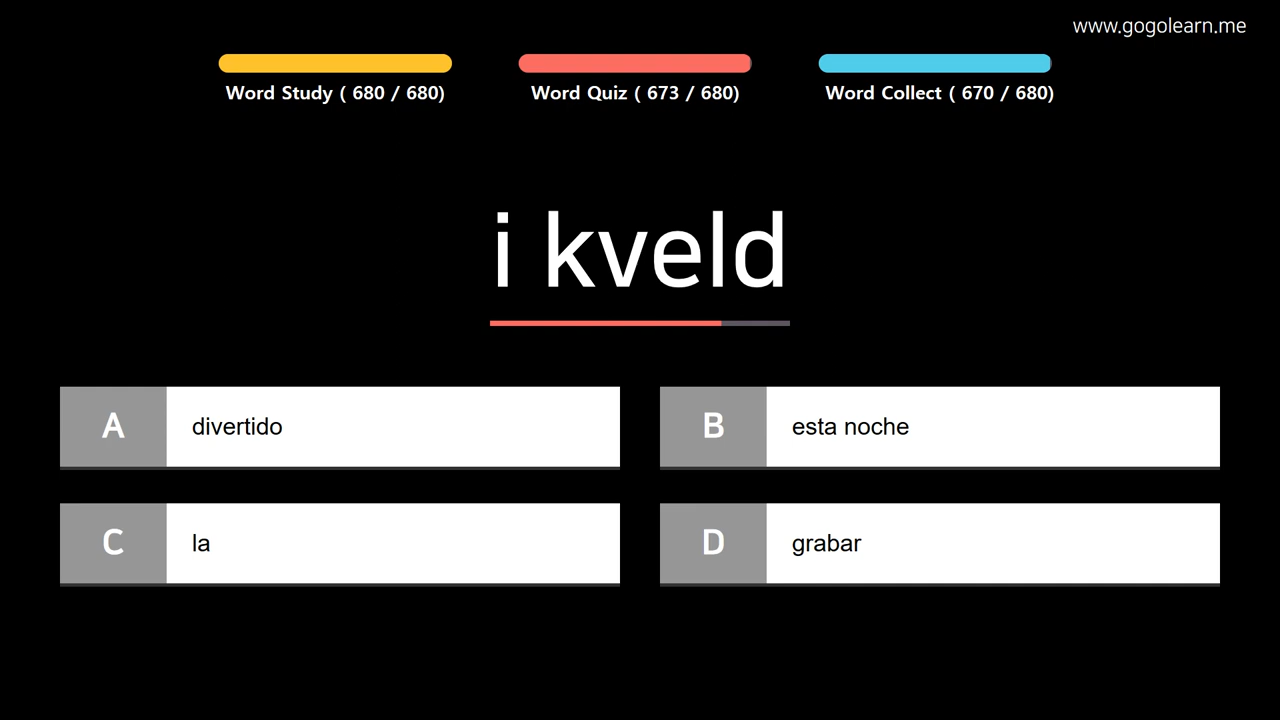 www.gogolearn.me
Word Study ( 680 / 680)
Word Quiz ( 673 / 680)
Word Collect ( 670 / 680)
i kveld
A
divertido
B
esta noche
C
la
D
grabar